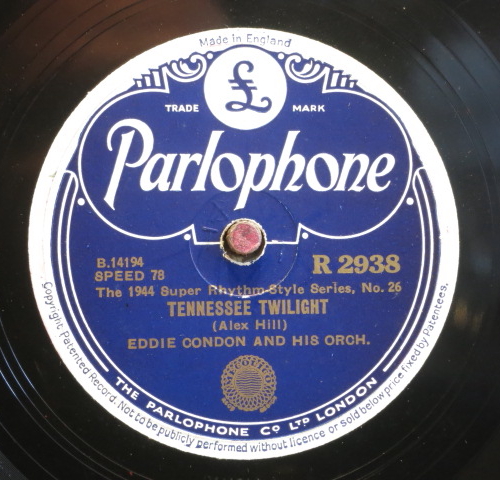 Made in England
£
TRADE MARK
Parlophone
B.14194
SPEED 78
R 2938
The 1944 Super Rhythm-Style Series, No. 26
TENNESSEE TWILIGHT
(Alex Hill)
EDDIE CONDON AND HIS ORCH.
THE PARLOPHONE CO LTD LONDON
Copyright Patented Record. Not to be publicly performed without licence or sold below price fixed by Patentees.